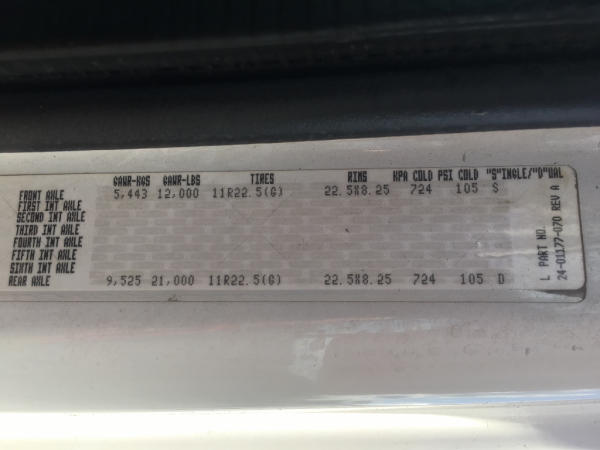 GAWR-KGS GAWR-LBS TIRES RIMS KPA COLD PSI COLD "S"INGLE/"D"UAL
FRONT AXLE 5,443 12,000 11R22.5(G) 22.5X8.25 724 105 S
FIRST INT AXLE
SECOND INT AXLE
THIRD INT AXLE
FOURTH INT AXLE
FIFTH INT AXLE
SIXTH INT AXLE
REAR AXLE 9,525 21,000 11R22.5(G) 22.5X8.25 724 105 D
L PART NO.
24-01177-070 REV A